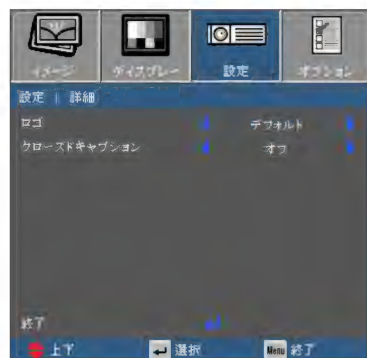 イメージ ディスプレー 設定 オプション
設定 | 詳細
ロゴ デフォルト
クローズドキャプション オフ
終了
上下 選択 Menu 終了